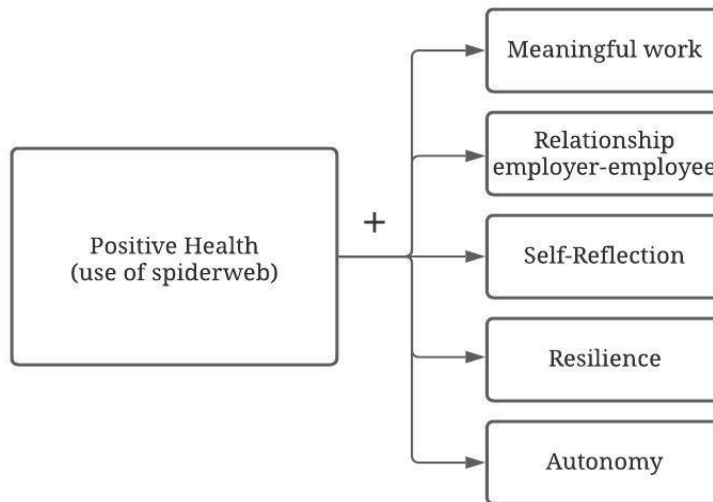 Meaningful work
Relationship
employer-employee
+
Positive Health
(use of spiderweb)
Self-Reflection
Resilience
Autonomy